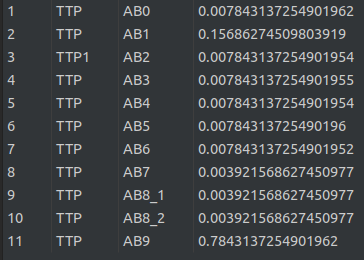 1 TTP AB0 0.007843137254901962
2 TTP AB1 0.15686274509803919
3 TTP1 AB2 0.007843137254901954
4 TTP AB3 0.007843137254901955
5 TTP AB4 0.007843137254901954
6 TTP AB5 0.00784313725490196
7 TTP AB6 0.007843137254901952
8 TTP AB7 0.003921568627450977
9 TTP AB8_1 0.003921568627450977
10 TTP AB8_2 0.003921568627450977
11 TTP AB9 0.7843137254901962